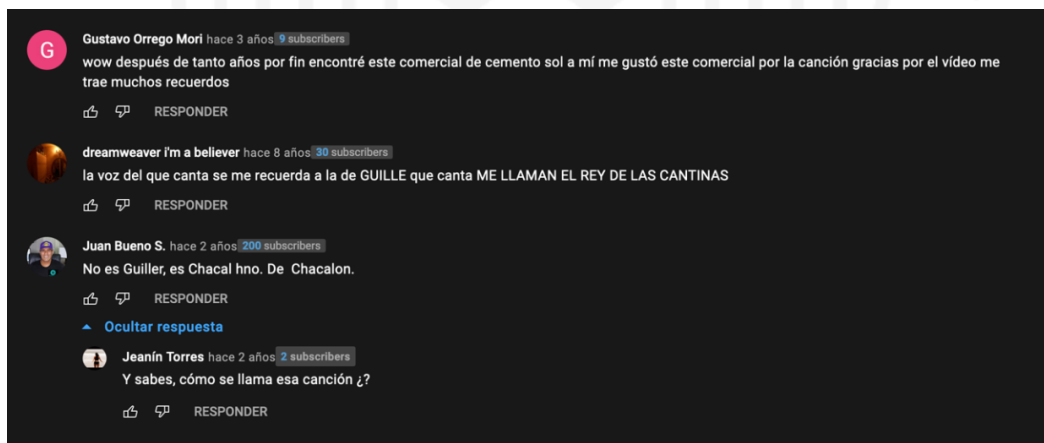 G
Gustavo Orrego Mori hace 3 años 9 subscribers
wow después de tanto años por fin encontré este comercial de cemento sol a mí me gustó este comercial por la canción gracias por el vídeo me
trae muchos recuerdos
RESPONDER
dreamweaver i'm a believer hace 8 años 30 subscribers
la voz del que canta se me recuerda a la de GUILLE que canta ME LLAMAN EL REY DE LAS CANTINAS
RESPONDER
Juan Bueno S. hace 2 años 200 subscribers
No es Guiller, es Chacal hno. De Chacalon.
RESPONDER
Ocultar respuesta
Jeanín Torres hace 2 años 2 subscribers
Y sabes, cómo se llama esa canción ¿?
RESPONDER